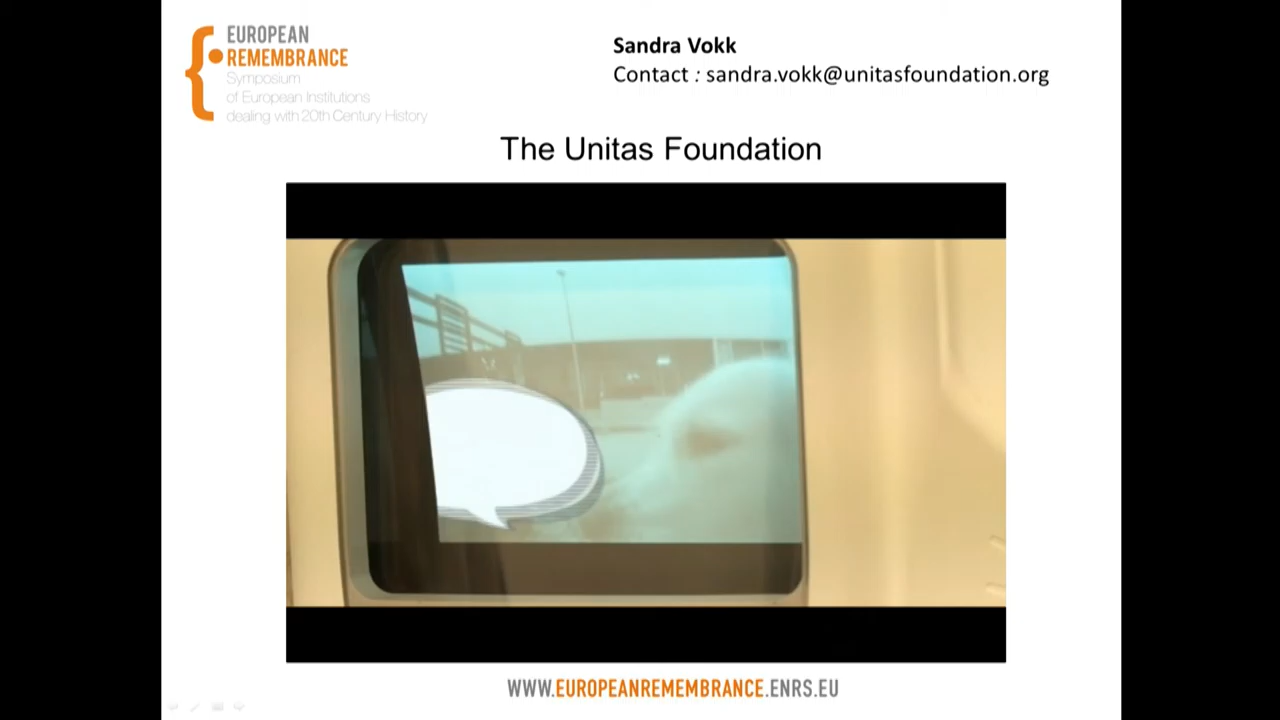 EUROPEAN
REMEMBRANCE
Symposium
of European Institutions
dealing with 20th Century History
Sandra Vokk
Contact : sandra.vokk@unitasfoundation.org
The Unitas Foundation
WWW.EUROPEANREMEMBRANCE.ENRS.EU